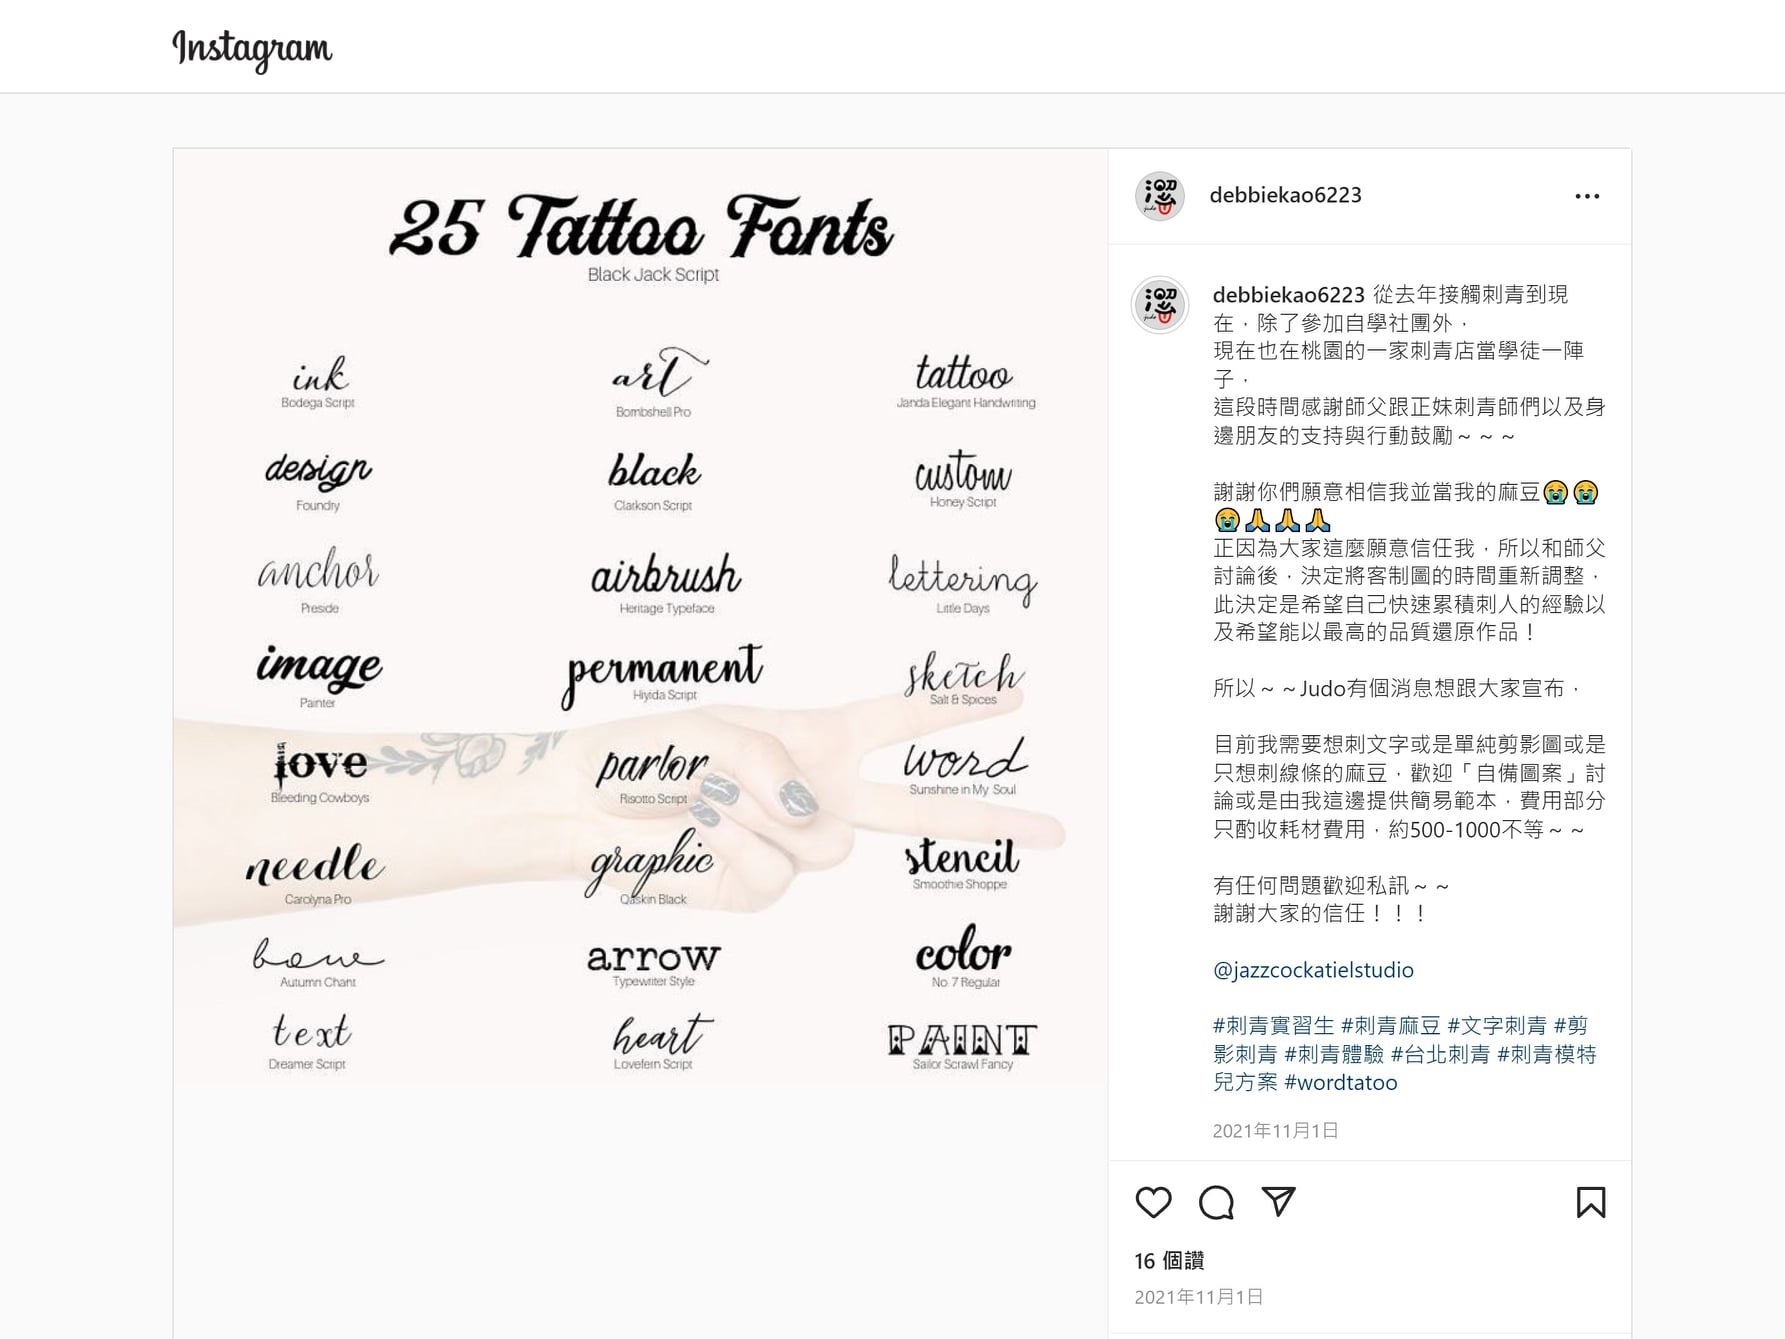 Instagram
25 Tattoo Fonts
Black Jack Script
ink
Bodega Script
art
Bombshell Pro
tattoo
Janda Elegant Handwriting
design
Foundry
black
Clarkson Script
custom
Honey Script
anchor
Preside
airbrush
Heritage Typeface
lettering
Little Days
image
Painter
permanent
Hiyida Script
sketch
Salt & Spices
love
Bleeding Cowboys
parlor
Risotto Script
word
Sunshine in My Soul
needle
Carolyna Pro
graphic
Qaskin Black
stencil
Smoothie Shoppe
bone
Autumn Chant
arrow
Typewriter Style
color
No. 7 Regular
text
Dreamer Script
heart
Lovefern Script
PAINT
Sailor Scrawl Fancy
debbiekao6223
debbiekao6223 從去年接觸刺青到現
在，除了參加自學社團外，
現在也在桃園的一家刺青店當學徒一陣
子，
這段時間感謝師父跟正妹刺青師們以及身
邊朋友的支持與行動鼓勵～～～
謝謝你們願意相信我並當我的麻豆😭😭
😭🙏🙏🙏
正因為大家這麼願意信任我，所以和師父
討論後，決定將客制圖的時間重新調整，
此決定是希望自己快速累積刺人的經驗以
及希望能以最高的品質還原作品！
所以～～Judo有個消息想跟大家宣布，
目前我需要想刺文字或是單純剪影圖或是
只想刺線條的麻豆，歡迎「自備圖案」討
論或是由我這邊提供簡易範本，費用部分
只酌收耗材費用，約500-1000不等～～
有任何問題歡迎私訊～～
謝謝大家的信任！！！
@jazzcockatielstudio
#刺青實習生 #刺青麻豆 #文字刺青 #剪
影刺青 #刺青體驗 #台北刺青 #刺青模特
兒方案 #wordtatoo
2021年11月1日
16 個讚
2021年11月1日